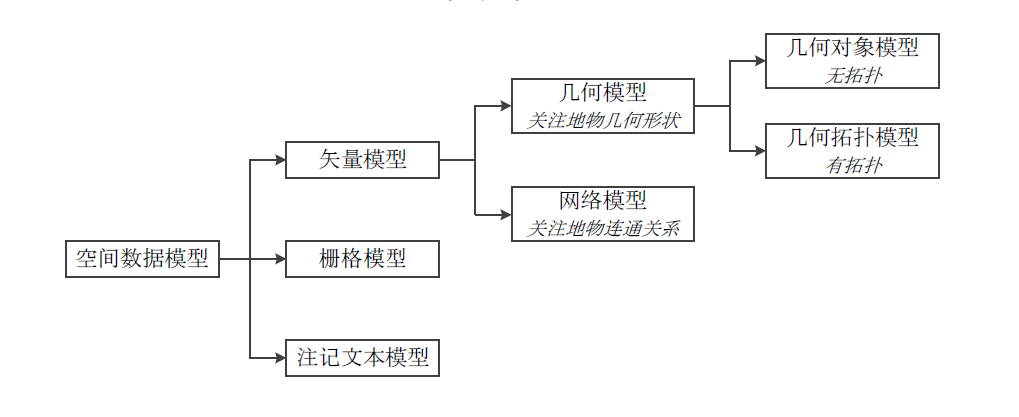 几何对象模型
无拓扑
几何模型
关注地物几何形状
几何拓扑模型
有拓扑
矢量模型
网络模型
关注地物连通关系
空间数据模型
栅格模型
注记文本模型